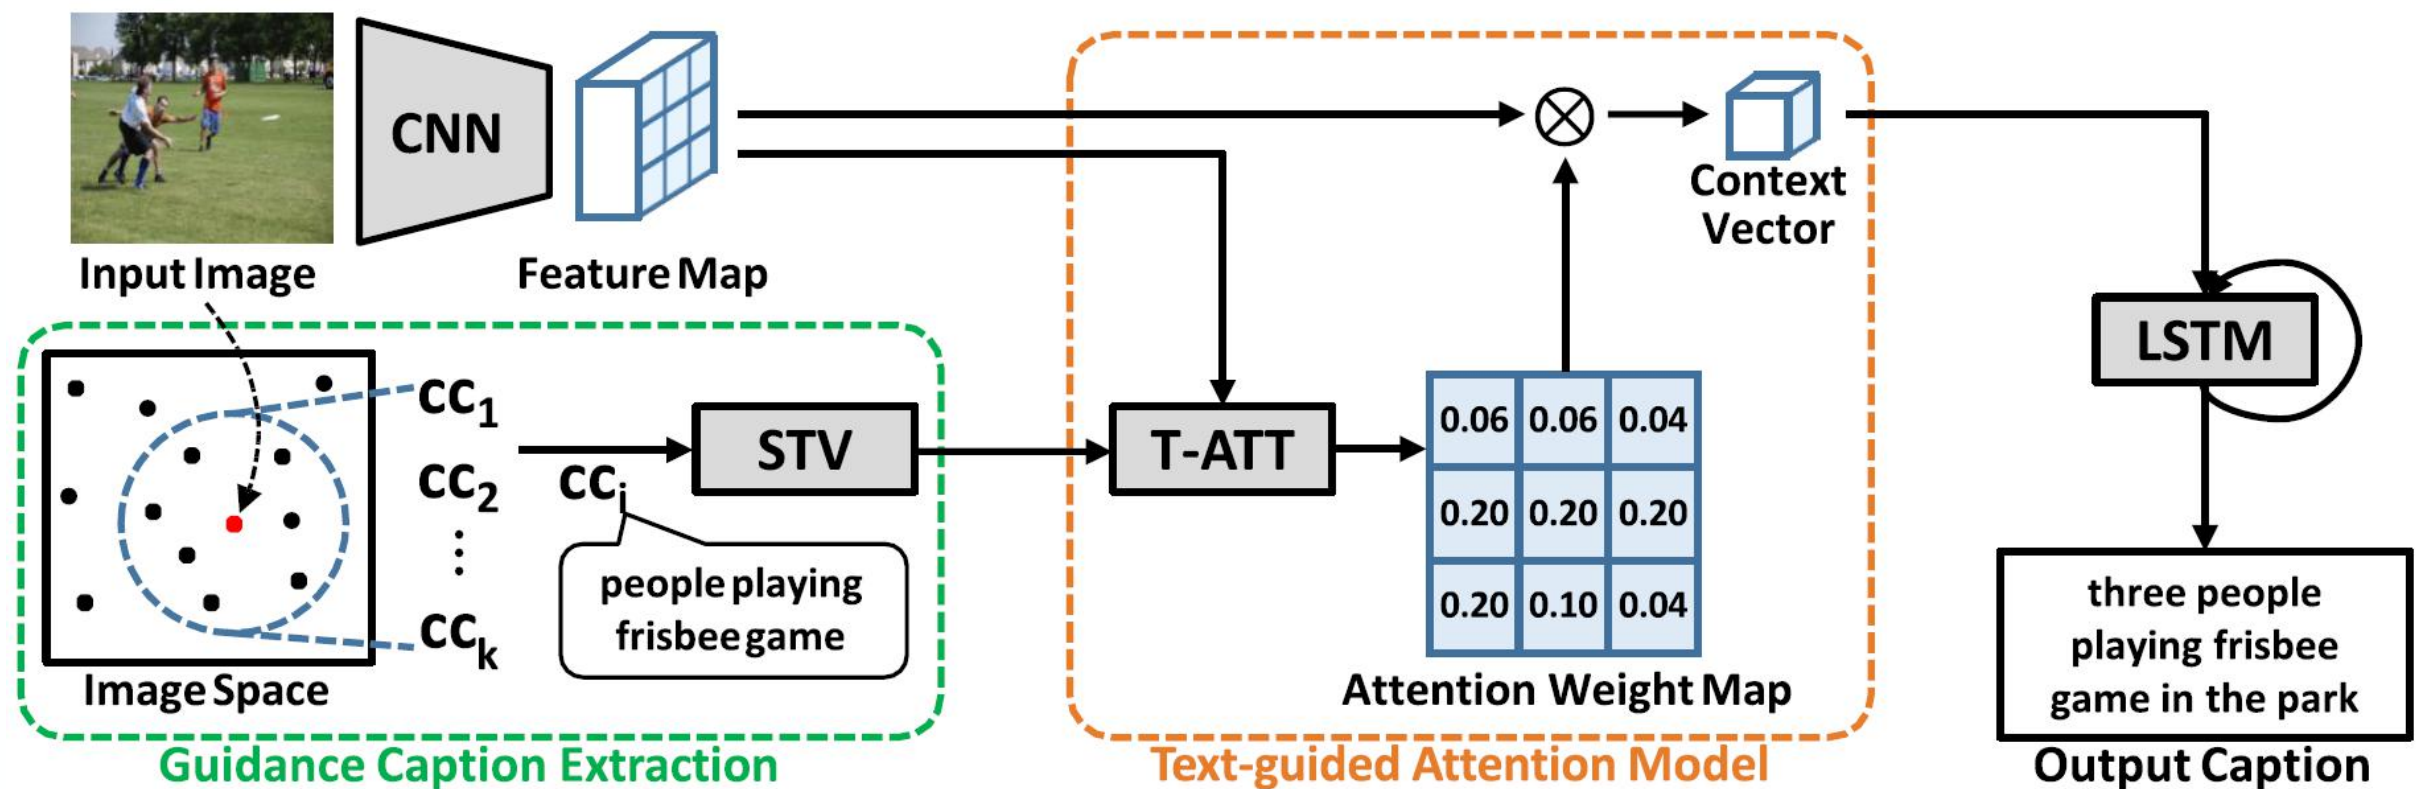 CNN
Input Image
Feature Map
Context
Vector
LSTM
cc1
cc2
⋮
cck
cci
STV
T-ATT
people playing
frisbee game
0.06 0.06 0.04
0.20 0.20 0.20
0.20 0.10 0.04
Image Space
Attention Weight Map
three people
playing frisbee
game in the park
Guidance Caption Extraction
Text-guided Attention Model
Output Caption